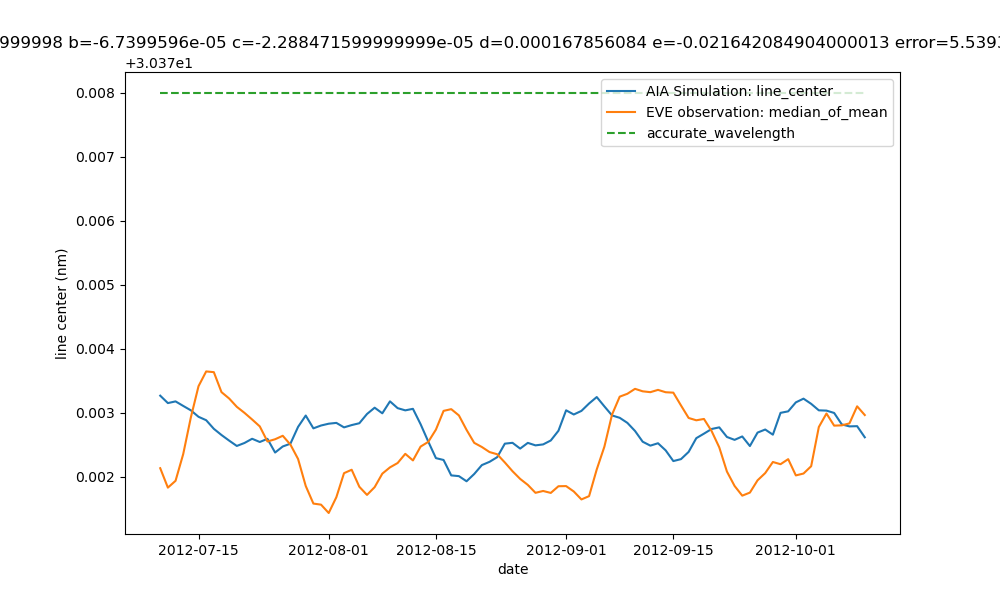 999998 b=-6.7399596e-05 c=-2.288471599999999e-05 d=0.000167856084 e=-0.021642084904000013 error=5.539
+3.037e1
0.008
0.007
0.006
0.005
0.004
0.003
0.002
line center (nm)
AIA Simulation: line_center
EVE observation: median_of_mean
accurate_wavelength
2012-07-15
2012-08-01
2012-08-15
2012-09-01
2012-09-15
2012-10-01
date